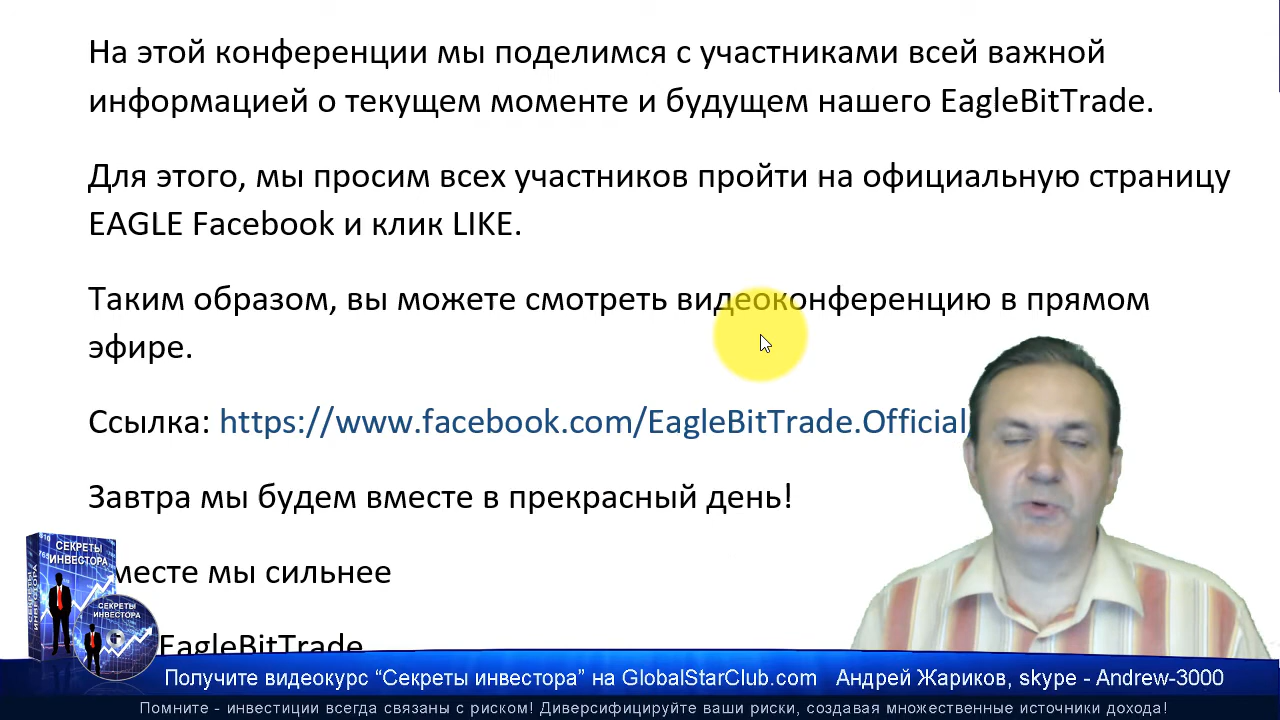 На этой конференции мы поделимся с участниками всей важной
информацией о текущем моменте и будущем нашего EagleBitTrade.
Для этого, мы просим всех участников пройти на официальную страницу
EAGLE Facebook и клик LIKE.
Таким образом, вы можете смотреть видеоконференцию в прямом
эфире.
Ссылка: https://www.facebook.com/EagleBitTrade.Official
Завтра мы будем вместе в прекрасный день!
месте мы сильнее
EagleBitTrade
СЕКРЕТЫ
ИНВЕСТОРА
СЕКРЕТЫ
ИНВЕСТОРА
СЕКРЕТЫ
ИНВЕСТОРА
Получите видеокурс “Секреты инвестора” на GlobalStarClub.com Андрей Жариков, skype - Andrew-3000
Помните - инвестиции всегда связаны с риском! Диверсифицируйте ваши риски, создавая множественные источники дохода!